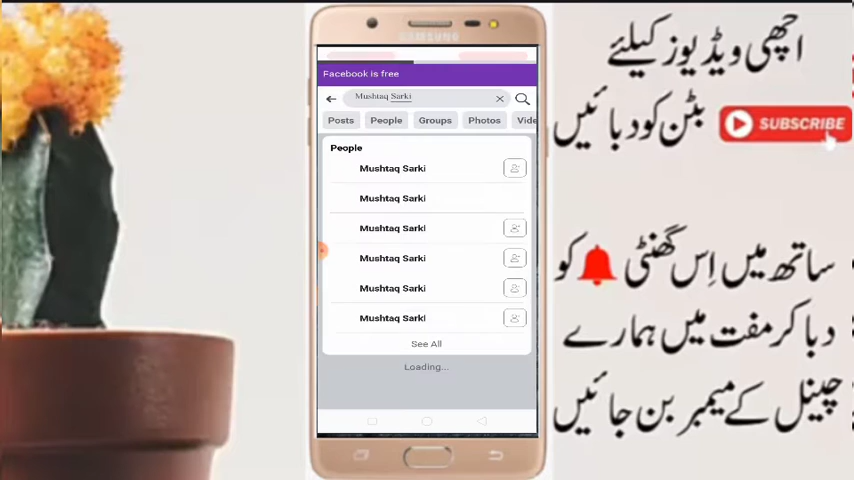 SAMSUNG
Facebook is free
Mushtaq Sarki
Posts People Groups Photos Vide
People
Mushtaq Sarki
Mushtaq Sarki
Mushtaq Sarki
Mushtaq Sarki
Mushtaq Sarki
Mushtaq Sarki
See All
Loading...
اچھی ویڈیوز کیلئے
بٹن کو دبائیں
SUBSCRIBE
ساتھ میں اِس گھنٹی کو
دبا کر مفت میں ہمارے
چینل کے میمبر بن جائیں